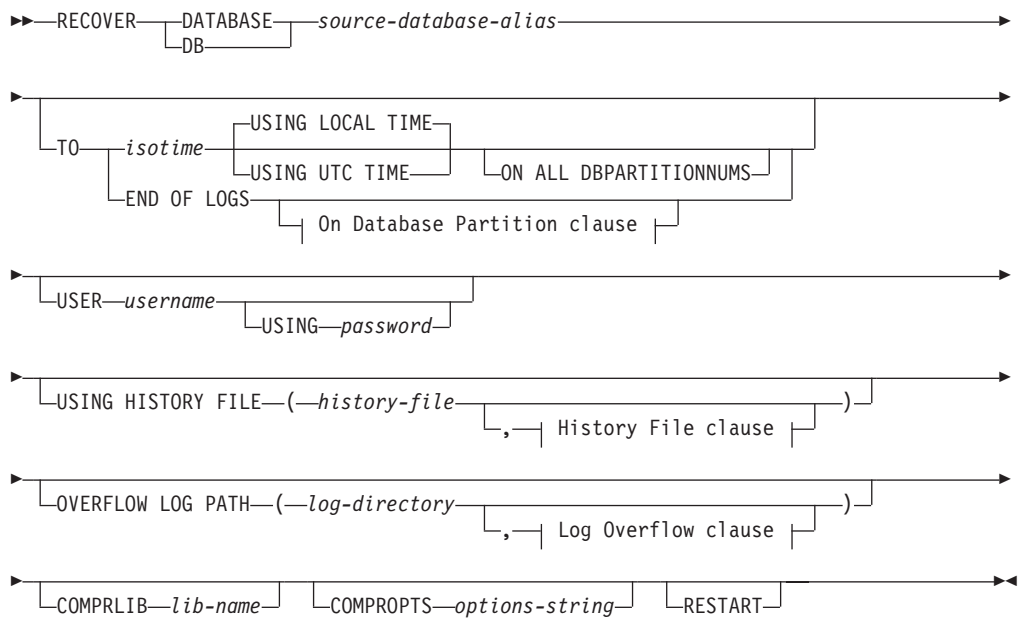 RECOVER DATABASE source-database-alias
DB
USING LOCAL TIME
TO isotime
USING UTC TIME ON ALL DBPARTITIONNUMS
END OF LOGS
On Database Partition clause
USER username
USING password
USING HISTORY FILE ( history-file )
, History File clause
OVERFLOW LOG PATH ( log-directory )
, Log Overflow clause
COMPRLIB lib-name COMPROPTS options-string RESTART